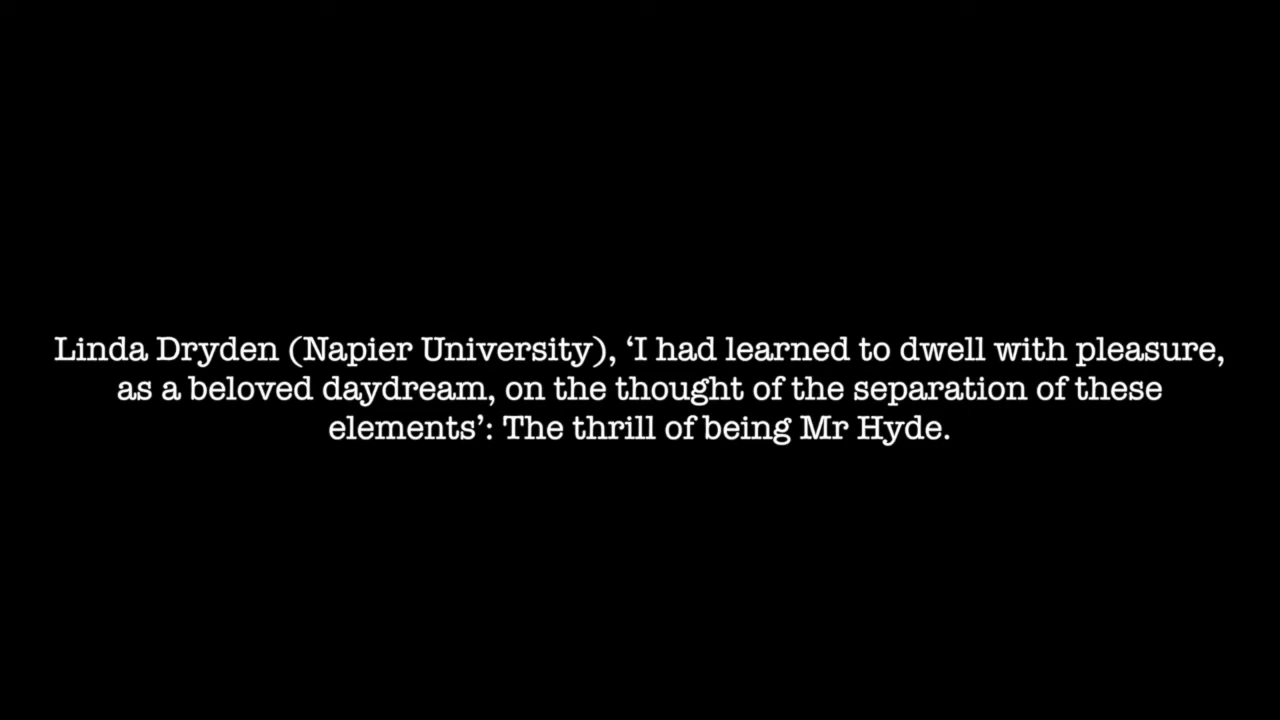 Linda Dryden (Napier University), ‘I had learned to dwell with pleasure,
as a beloved daydream, on the thought of the separation of these
elements’: The thrill of being Mr Hyde.